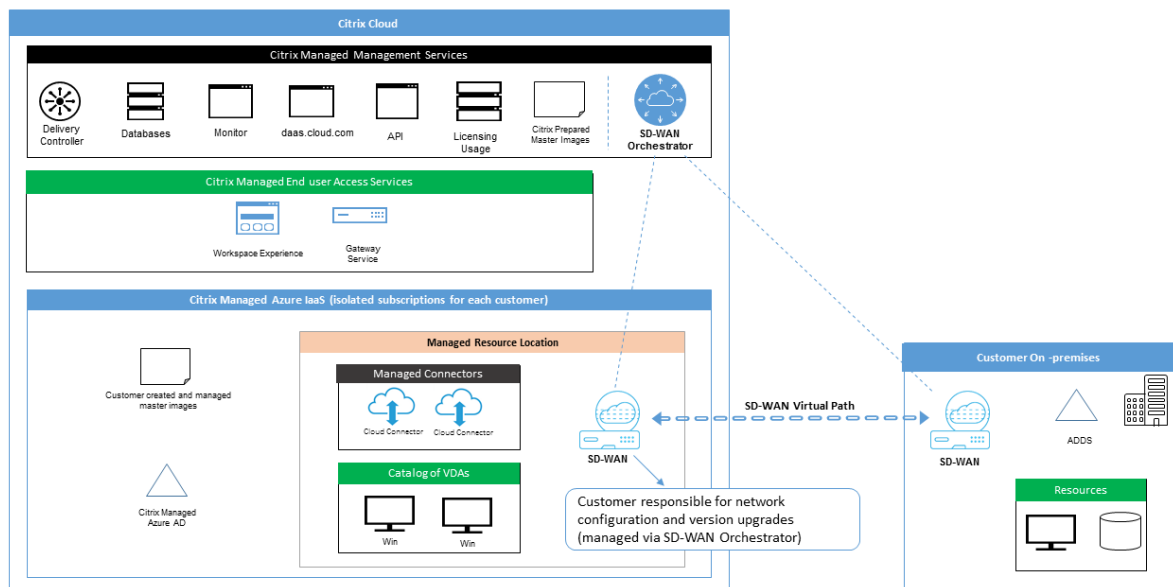 Citrix Cloud
Citrix Managed Management Services
Delivery
Controller
Databases
Monitor
daas.cloud.com
API
Licensing
Usage
Citrix Prepared
Master Images
SD-WAN
Orchestrator
Citrix Managed End user Access Services
Workspace Experience
Gateway
Service
Citrix Managed Azure IaaS (isolated subscriptions for each customer)
Customer created and managed
master images
Citrix Managed
Azure AD
Managed Resource Location
Managed Connectors
Cloud Connector
Cloud Connector
Catalog of VDAs
Win
Win
SD-WAN
Customer responsible for network
configuration and version upgrades
(managed via SD-WAN Orchestrator)
SD-WAN Virtual Path
Customer On -premises
SD-WAN
ADDS
Resources